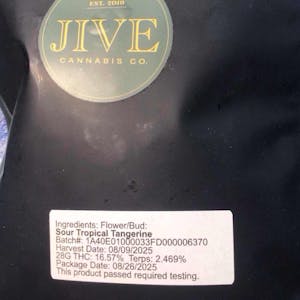 EST. 2010
JIVE
CANNABIS CO.
Ingredients: Flower/Bud:
Sour Tropical Tangerine
Batch#: 1A40E01000033FD000006370
Harvest Date: 08/09/2025
28G THC: 16.57% Terps: 2.469%
Package Date: 08/26/2025
This product passed required testing.